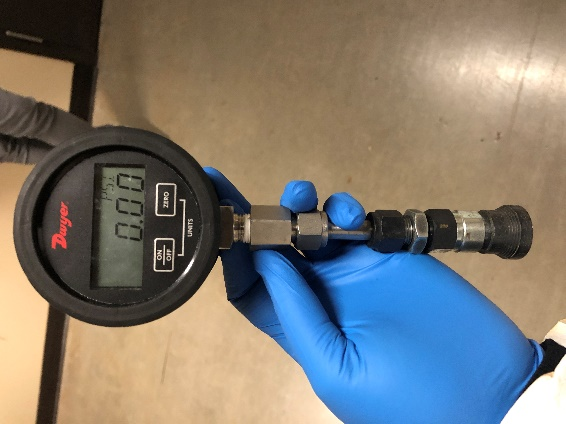 Dwyer
PSI
0.00
ZERO
UNITS
ON
OFF